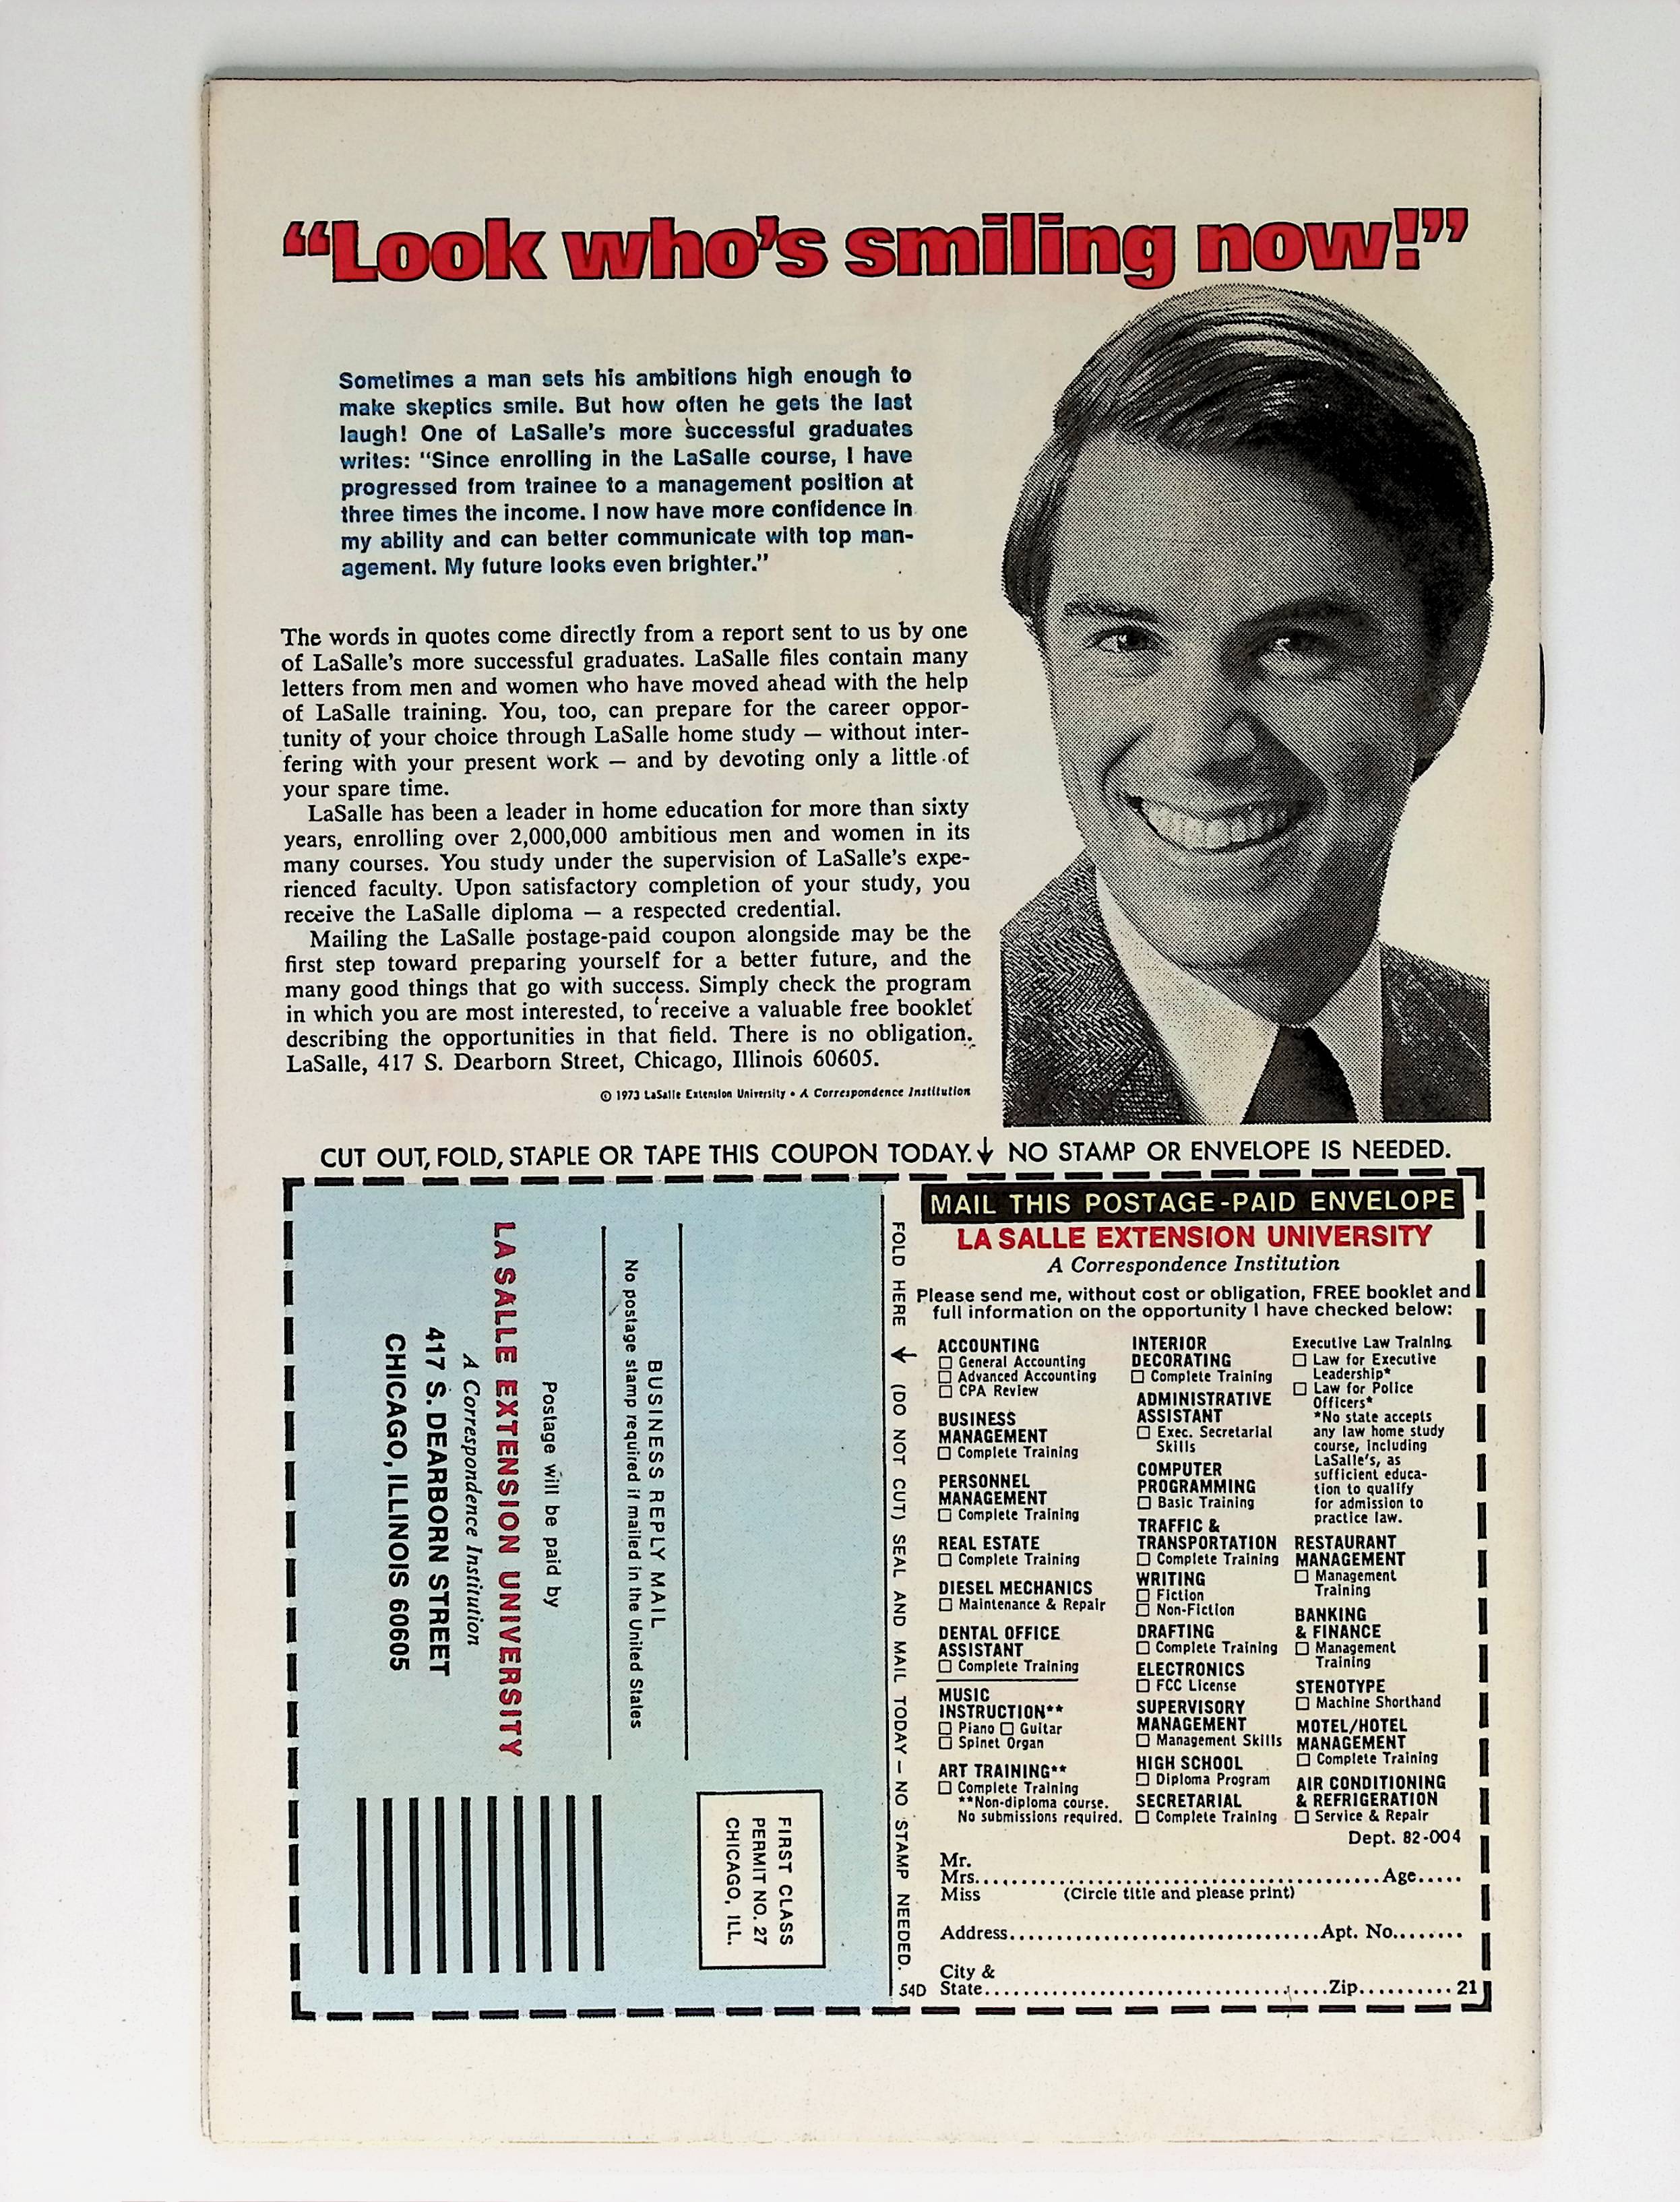 “Look who’s smiling now!”
Sometimes a man sets his ambitions high enough to
make skeptics smile. But how often he gets the last
laugh! One of LaSalle’s more successful graduates
writes: “Since enrolling in the LaSalle course, I have
progressed from trainee to a management position at
three times the income. I now have more confidence in
my ability and can better communicate with top man-
agement. My future looks even brighter.”
The words in quotes come directly from a report sent to us by one
of LaSalle’s more successful graduates. LaSalle files contain many
letters from men and women who have moved ahead with the help
of LaSalle training. You, too, can prepare for the career oppor-
tunity of your choice through LaSalle home study — without inter-
fering with your present work — and by devoting only a little of
your spare time.
LaSalle has been a leader in home education for more than sixty
years, enrolling over 2,000,000 ambitious men and women in its
many courses. You study under the supervision of LaSalle’s expe-
rienced faculty. Upon satisfactory completion of your study, you
receive the LaSalle diploma — a respected credential.
Mailing the LaSalle postage-paid coupon alongside may be the
first step toward preparing yourself for a better future, and the
many good things that go with success. Simply check the program
in which you are most interested, to receive a valuable free booklet
describing the opportunities in that field. There is no obligation.
LaSalle, 417 S. Dearborn Street, Chicago, Illinois 60605.
© 1973 LaSalle Extension University • A Correspondence Institution
CUT OUT, FOLD, STAPLE OR TAPE THIS COUPON TODAY. ↓ NO STAMP OR ENVELOPE IS NEEDED.
FIRST CLASS
PERMIT NO. 27
CHICAGO, ILL.
BUSINESS REPLY MAIL
No postage stamp required if mailed in the United States
Postage will be paid by
LA SALLE EXTENSION UNIVERSITY
A Correspondence Institution
417 S. DEARBORN STREET
CHICAGO, ILLINOIS 60605
FOLD HERE ↓ (DO NOT CUT) SEAL AND MAIL TODAY — NO STAMP NEEDED.
54D
MAIL THIS POSTAGE-PAID ENVELOPE
LA SALLE EXTENSION UNIVERSITY
A Correspondence Institution
Please send me, without cost or obligation, FREE booklet and
full information on the opportunity I have checked below:
ACCOUNTING
☐ General Accounting
☐ Advanced Accounting
☐ CPA Review
BUSINESS
MANAGEMENT
☐ Complete Training
PERSONNEL
MANAGEMENT
☐ Complete Training
REAL ESTATE
☐ Complete Training
DIESEL MECHANICS
☐ Maintenance & Repair
DENTAL OFFICE
ASSISTANT
☐ Complete Training
MUSIC
INSTRUCTION**
☐ Piano ☐ Guitar
☐ Spinet Organ
ART TRAINING**
☐ Complete Training
**Non-diploma course.
No submissions required.
INTERIOR
DECORATING
☐ Complete Training
ADMINISTRATIVE
ASSISTANT
☐ Exec. Secretarial
Skills
COMPUTER
PROGRAMMING
☐ Basic Training
TRAFFIC &
TRANSPORTATION
☐ Complete Training
WRITING
☐ Fiction
☐ Non-Fiction
DRAFTING
☐ Complete Training
ELECTRONICS
☐ FCC License
SUPERVISORY
MANAGEMENT
☐ Management Skills
HIGH SCHOOL
☐ Diploma Program
SECRETARIAL
☐ Complete Training
Executive Law Training
☐ Law for Executive
Leadership*
☐ Law for Police
Officers*
*No state accepts
any law home study
course, including
LaSalle’s, as
sufficient educa-
tion to qualify
for admission to
practice law.
RESTAURANT
MANAGEMENT
☐ Management
Training
BANKING
& FINANCE
☐ Management
Training
STENOTYPE
☐ Machine Shorthand
MOTEL/HOTEL
MANAGEMENT
☐ Complete Training
AIR CONDITIONING
& REFRIGERATION
☐ Service & Repair
Dept. 82-004
Mr.
Mrs.......................................................Age.....
Miss (Circle title and please print)
Address.................................Apt. No........
City &
State.....................................Zip.......... 21